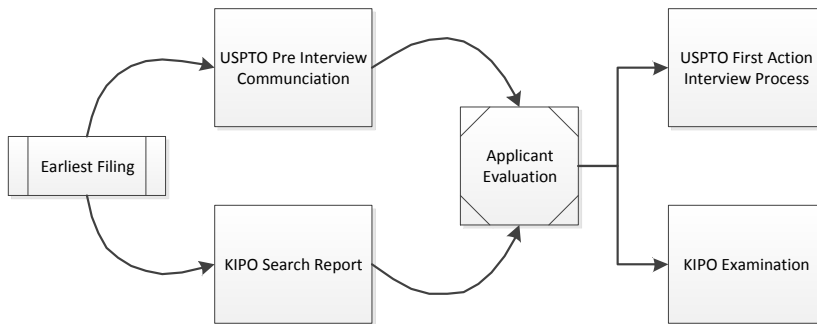 USPTO Pre Interview
Communciation
USPTO First Action
Interview Process
Earliest Filing
Applicant
Evaluation
KIPO Search Report
KIPO Examination